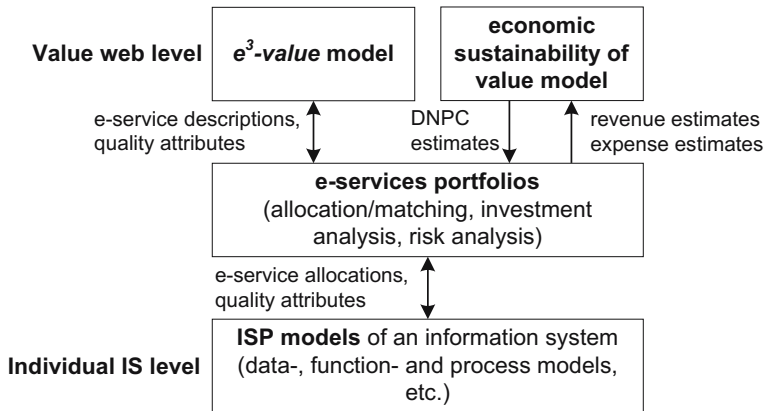 Value web level
e³-value model
economic
sustainability of
value model
e-service descriptions,
quality attributes
DNPC
estimates
revenue estimates
expense estimates
e-services portfolios
(allocation/matching, investment
analysis, risk analysis)
e-service allocations,
quality attributes
Individual IS level
ISP models of an information system
(data-, function- and process models,
etc.)